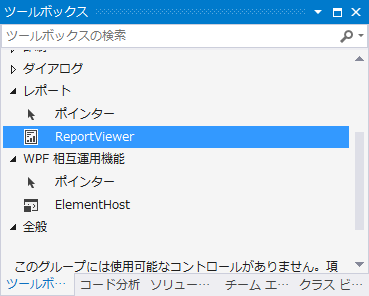 ツールボックス
ツールボックスの検索
ダイアログ
レポート
ポインター
ReportViewer
WPF 相互運用機能
ポインター
ElementHost
全般
このグループには使用可能なコントロールがありません。項
ツールボ… コード分析 ソリュー… チーム エ… クラス ビ…